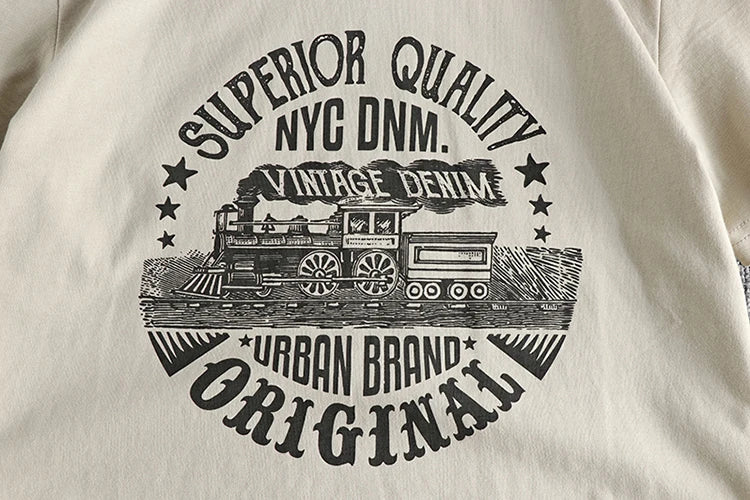 SUPERIOR QUALITY
NYC DNM.
VINTAGE DENIM
URBAN BRAND
ORIGINAL